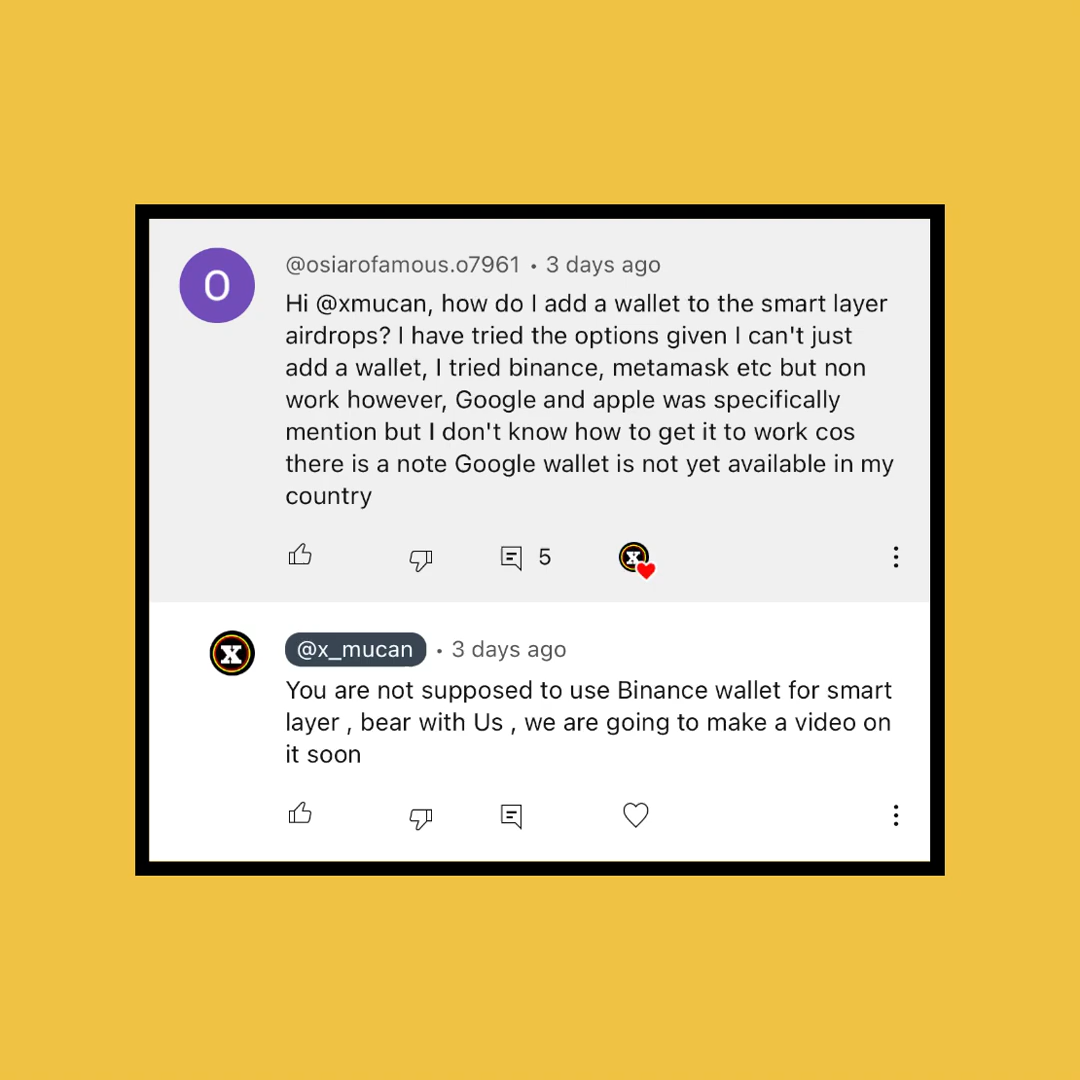 O
@osiarofamous.o7961 • 3 days ago
Hi @xmucan, how do I add a wallet to the smart layer
airdrops? I have tried the options given I can't just
add a wallet, I tried binance, metamask etc but non
work however, Google and apple was specifically
mention but I don't know how to get it to work cos
there is a note Google wallet is not yet available in my
country
5
X
X
@x_mucan • 3 days ago
You are not supposed to use Binance wallet for smart
layer , bear with Us , we are going to make a video on
it soon